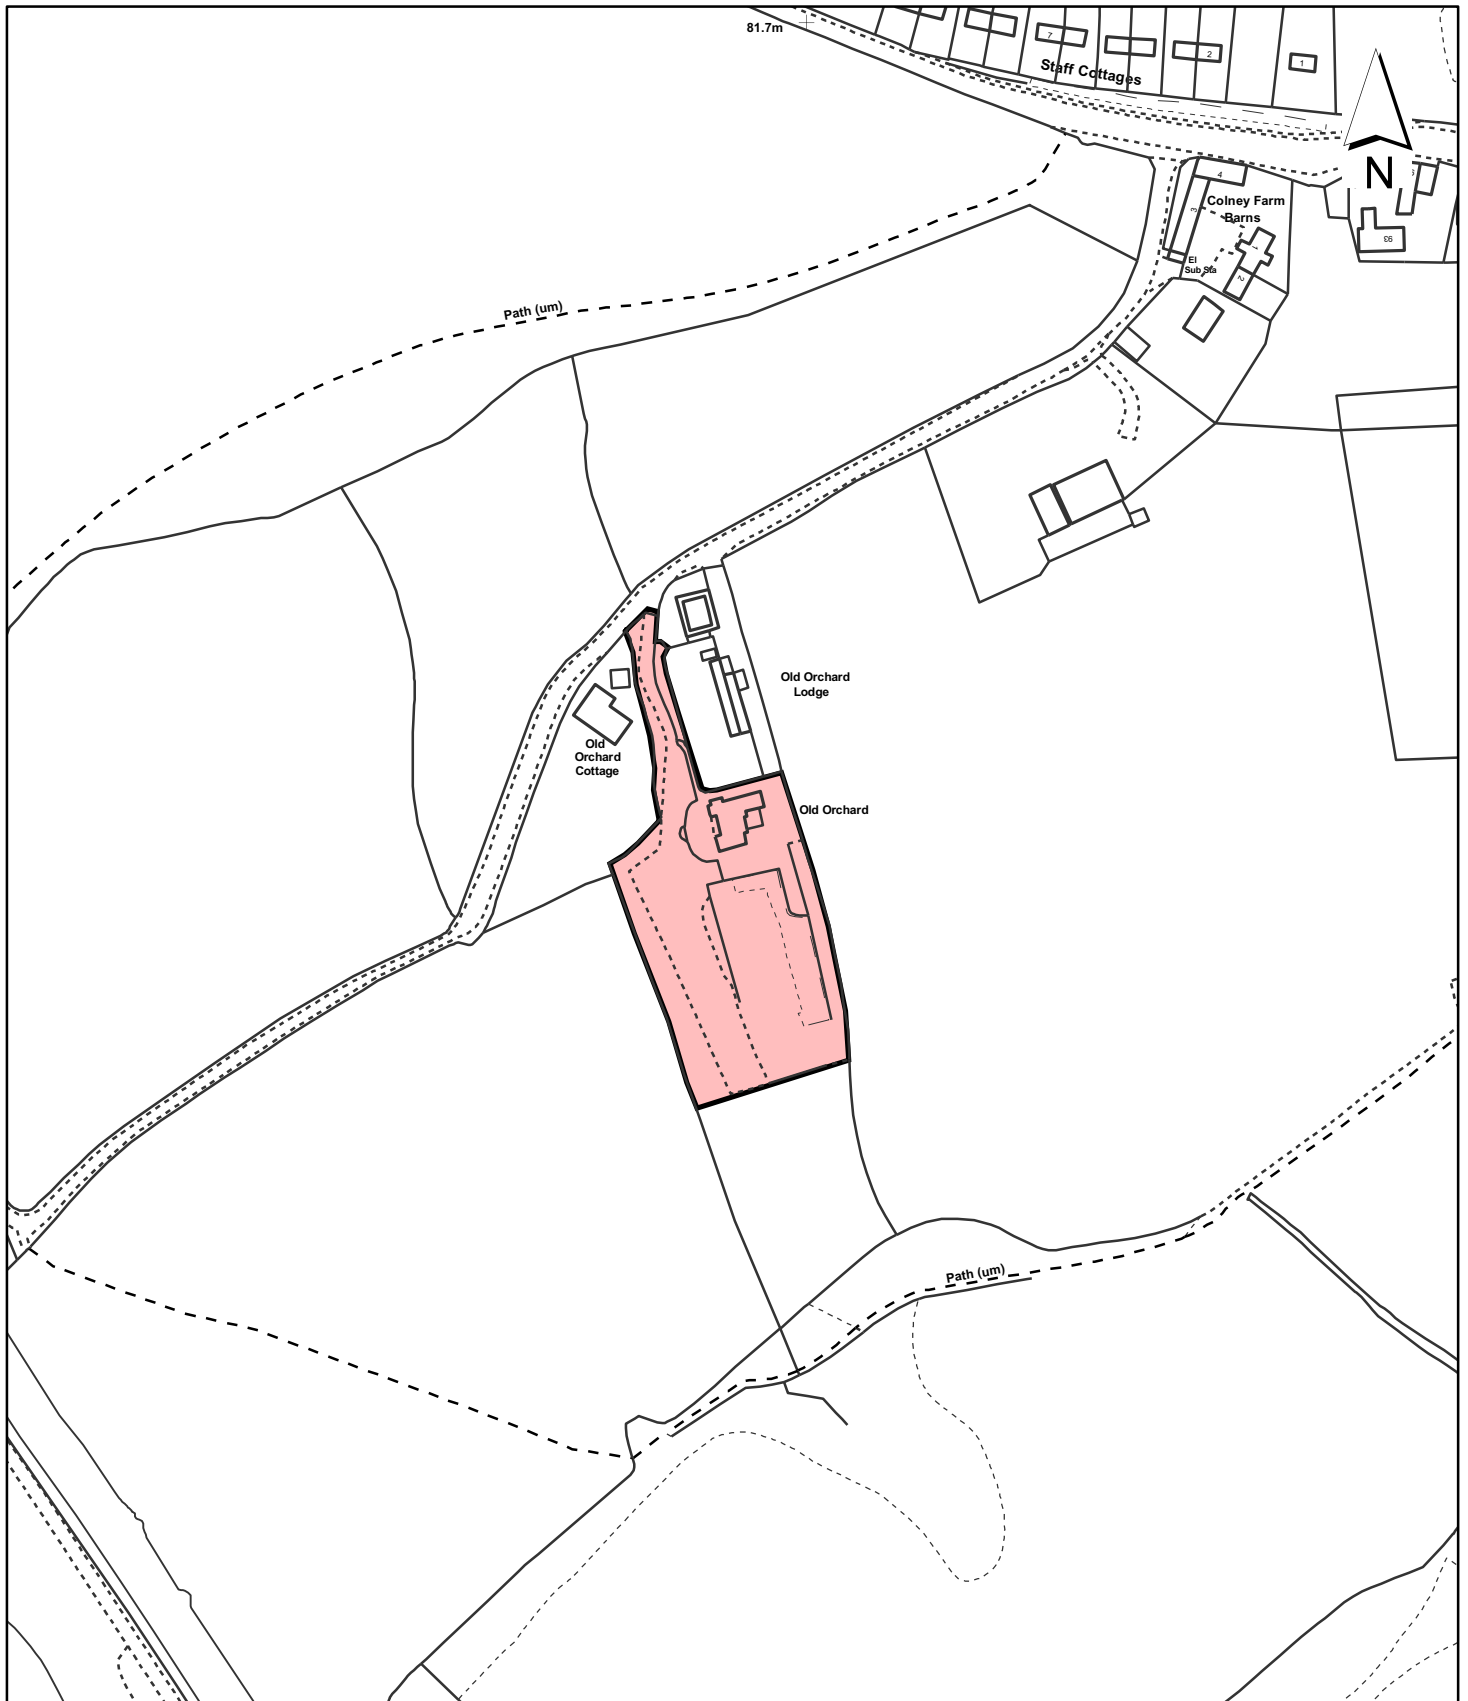 81.7m
7
2
1
Staff Cottages
N
4
3
Colney Farm
Barns
1
2
El
Sub Sta
93
Path (um)
Old Orchard
Lodge
Old
Orchard
Cottage
Old Orchard
Path (um)